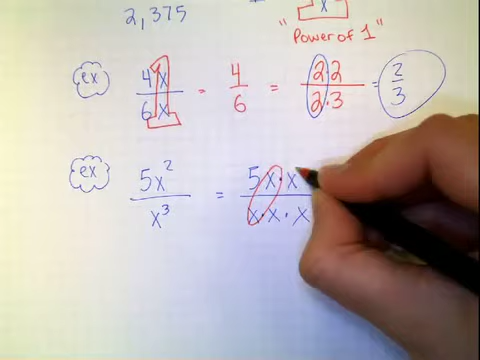 2,375
x
"Power of 1"
ex 4x/6x = 4/6 = 2·2/2·3 = 2/3
ex 5x²/x³ = 5x·x/x·x·x